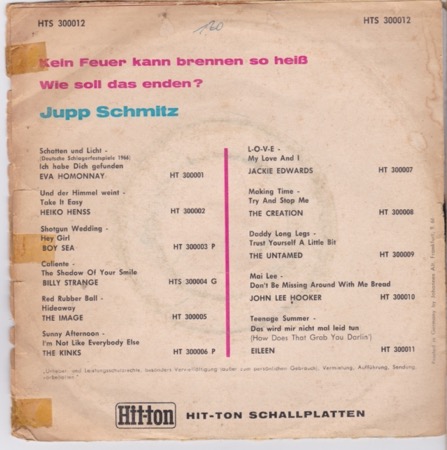 HTS 300012
HTS 300012
Kein Feuer kann brennen so heiß
Wie soll das enden?
Jupp Schmitz
Schatten und Licht -
(Deutsche Schlagerfestspiele 1966)
Ich habe Dich gefunden
EVA HOMONNAY HT 300001
Und der Himmel weint -
Take It Easy
HEIKO HENSS HT 300002
Shotgun Wedding -
Hey Girl
BOY SEA HT 300003 P
Caliente -
The Shadow Of Your Smile
BILLY STRANGE HTS 300004 G
Red Rubber Ball -
Hideaway
THE IMAGE HT 300005
Sunny Afternoon -
I'm Not Like Everybody Else
THE KINKS HT 300006 P
L-O-V-E -
My Love And I
JACKIE EDWARDS HT 300007
Making Time -
Try And Stop Me
THE CREATION HT 300008
Daddy Long Legs -
Trust Yourself A Little Bit
THE UNTAMED HT 300009
Mai Lee -
Don't Be Missing Around With Me Bread
JOHN LEE HOOKER HT 300010
Teenage Summer -
Das wird mir nicht mal leid tun
(How Does That Grab You Darlin')
EILEEN HT 300011
Hit-ton HIT-TON SCHALLPLATTEN